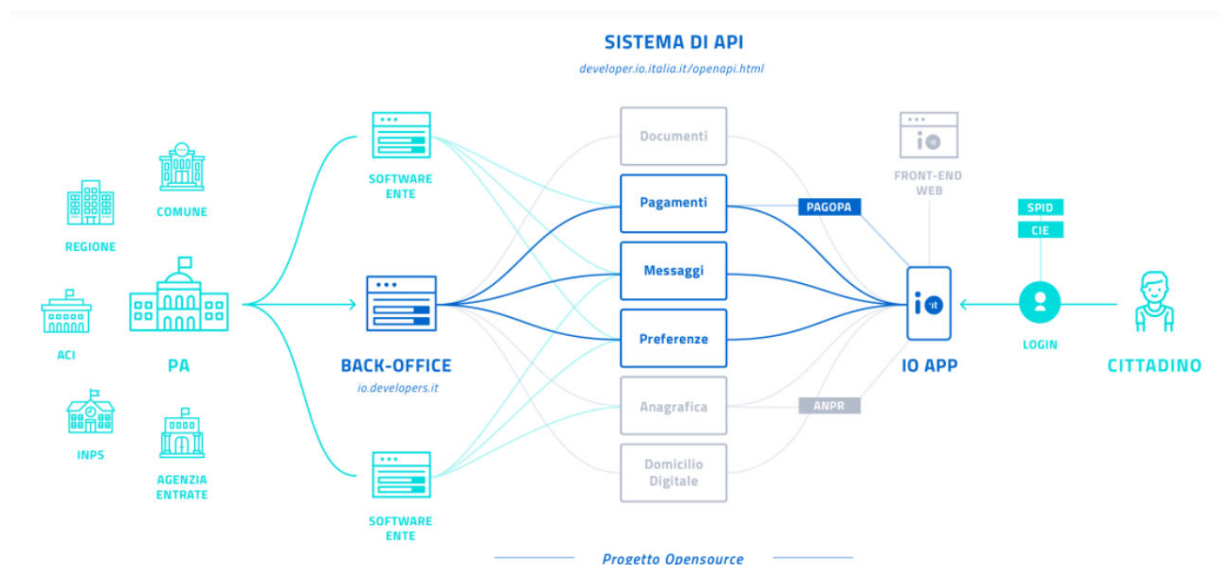 SISTEMA DI API
developer.io.italia.it/openapi.html
COMUNE
REGIONE
ACI
PA
INPS
AGENZIA
ENTRATE
SOFTWARE
ENTE
BACK-OFFICE
io.developers.it
SOFTWARE
ENTE
Documenti
Pagamenti
Messaggi
Preferenze
Anagrafica
Domicilio
Digitale
PAGOPA
ANPR
io
FRONT-END
WEB
io
IO APP
SPID
CIE
LOGIN
CITTADINO
Progetto Opensource